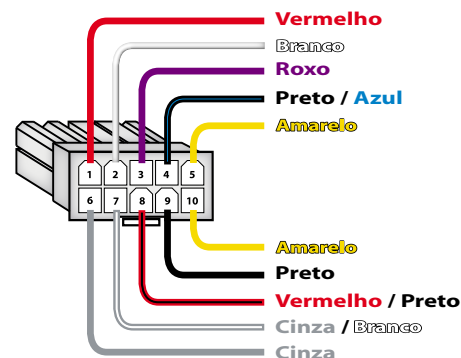 Vermelho
Branco
Roxo
Preto / Azul
Amarelo
1 2 3 4 5
6 7 8 9 10
Amarelo
Preto
Vermelho / Preto
Cinza / Branco
Cinza